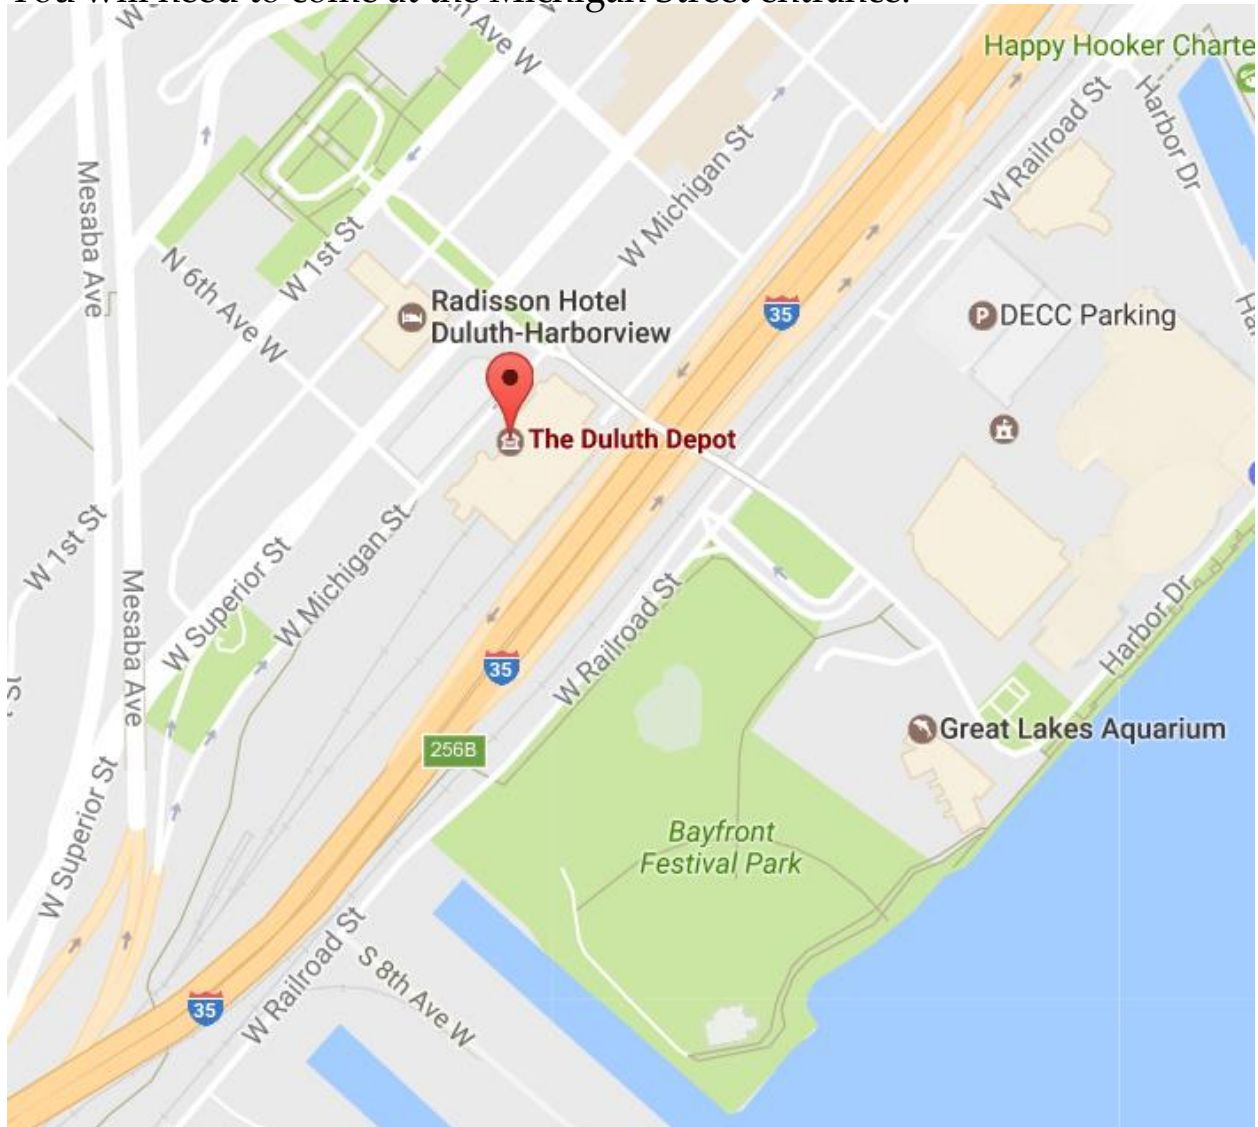 You will need to come at the Michigan Street entrance.
Ave W
Happy Hooker Charte
W Railroad St
Harbor Dr
Mesaba Ave
W Michigan St
W 1st St
N 6th Ave W
Radisson Hotel
Duluth-Harborview
35
DECC Parking
P
The Duluth Depot
W 1st St
W Superior St
W Michigan St
Mesaba Ave
W Railroad St
Harbor Dr
35
256B
Great Lakes Aquarium
W Superior St
Bayfront
Festival Park
W Railroad St
S 8th Ave W
35